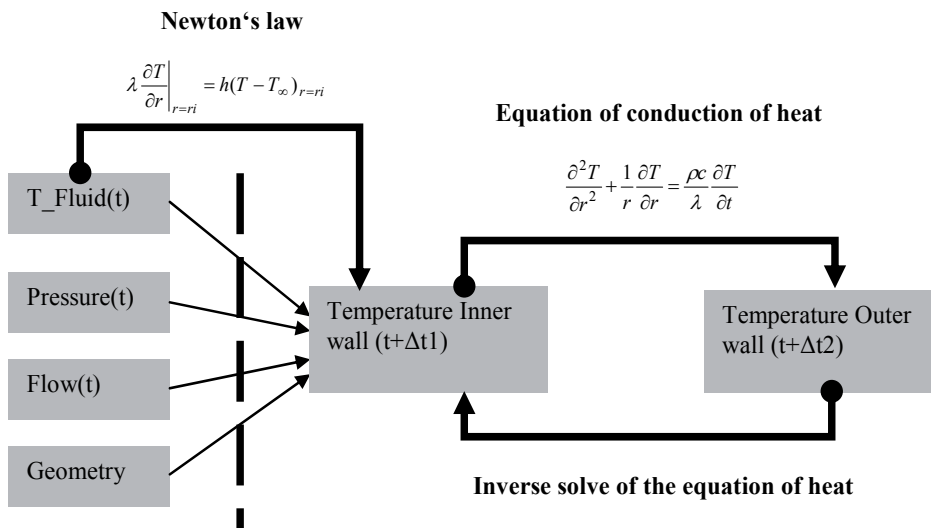 Newton‘s law
λ ∂T/∂r |r=ri = h(T − T∞)r=ri
Equation of conduction of heat
∂²T/∂r² + 1/r ∂T/∂r = ρc/λ ∂T/∂t
T_Fluid(t)
Pressure(t)
Flow(t)
Geometry
Temperature Inner
wall (t+Δt1)
Temperature Outer
wall (t+Δt2)
Inverse solve of the equation of heat